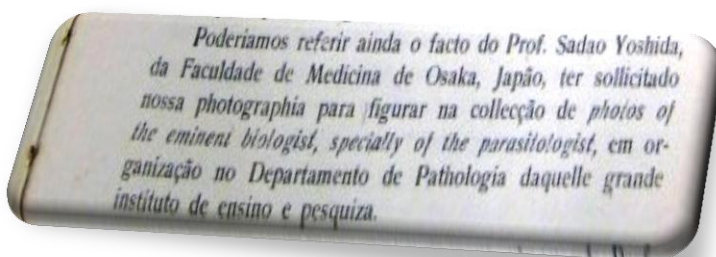 Poderiamos referir ainda o facto do Prof. Sadao Yoshida,
da Faculdade de Medicina de Osaka, Japão, ter sollicitado
nossa photographia para figurar na collecção de photos of
the eminent biologist, specially of the parasitologist, em or-
ganização no Departamento de Pathologia daquelle grande
instituto de ensino e pesquiza.